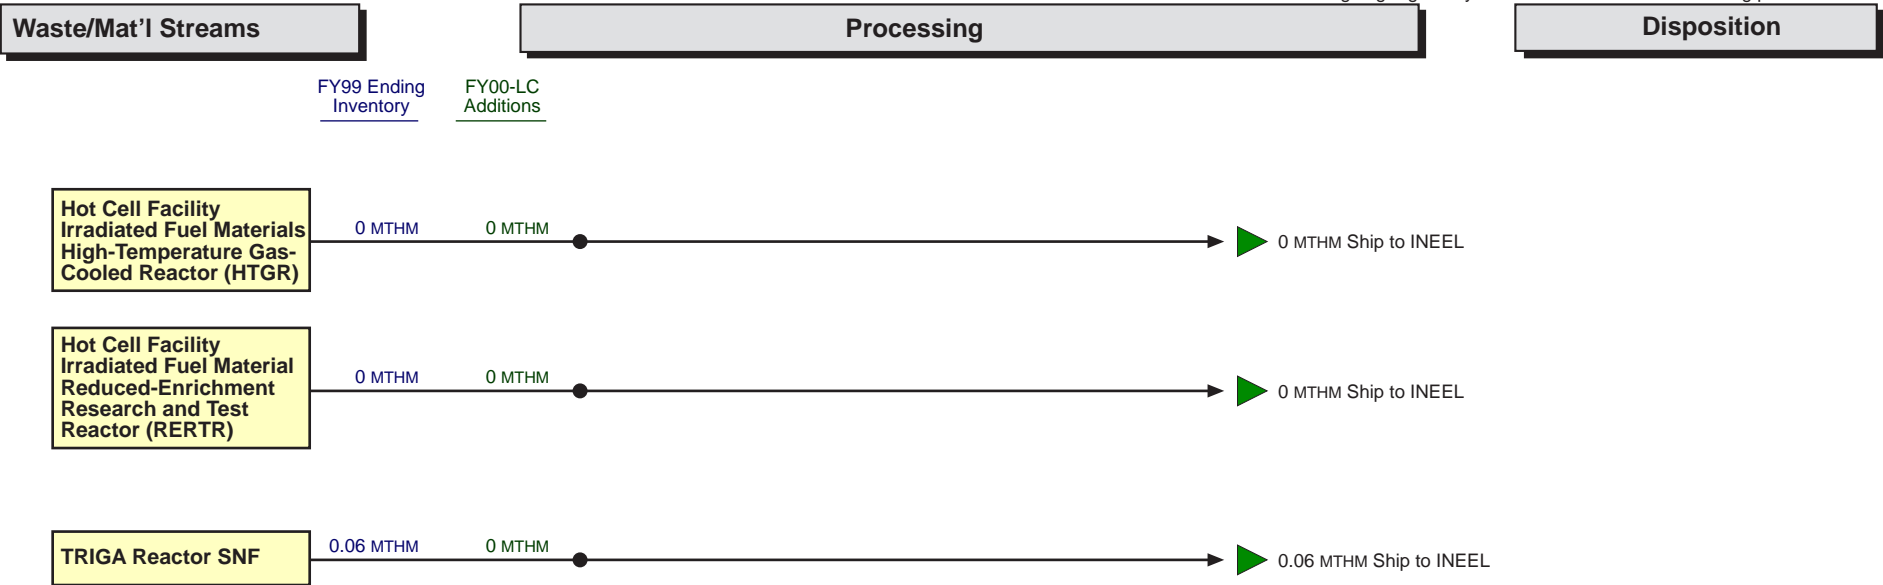 Waste/Mat'l Streams
Processing
Disposition
FY99 Ending
Inventory
FY00-LC
Additions
Hot Cell Facility
Irradiated Fuel Materials
High-Temperature Gas-
Cooled Reactor (HTGR)
0 MTHM
0 MTHM
0 MTHM Ship to INEEL
Hot Cell Facility
Irradiated Fuel Material
Reduced-Enrichment
Research and Test
Reactor (RERTR)
0 MTHM
0 MTHM
0 MTHM Ship to INEEL
TRIGA Reactor SNF
0.06 MTHM
0 MTHM
0.06 MTHM Ship to INEEL